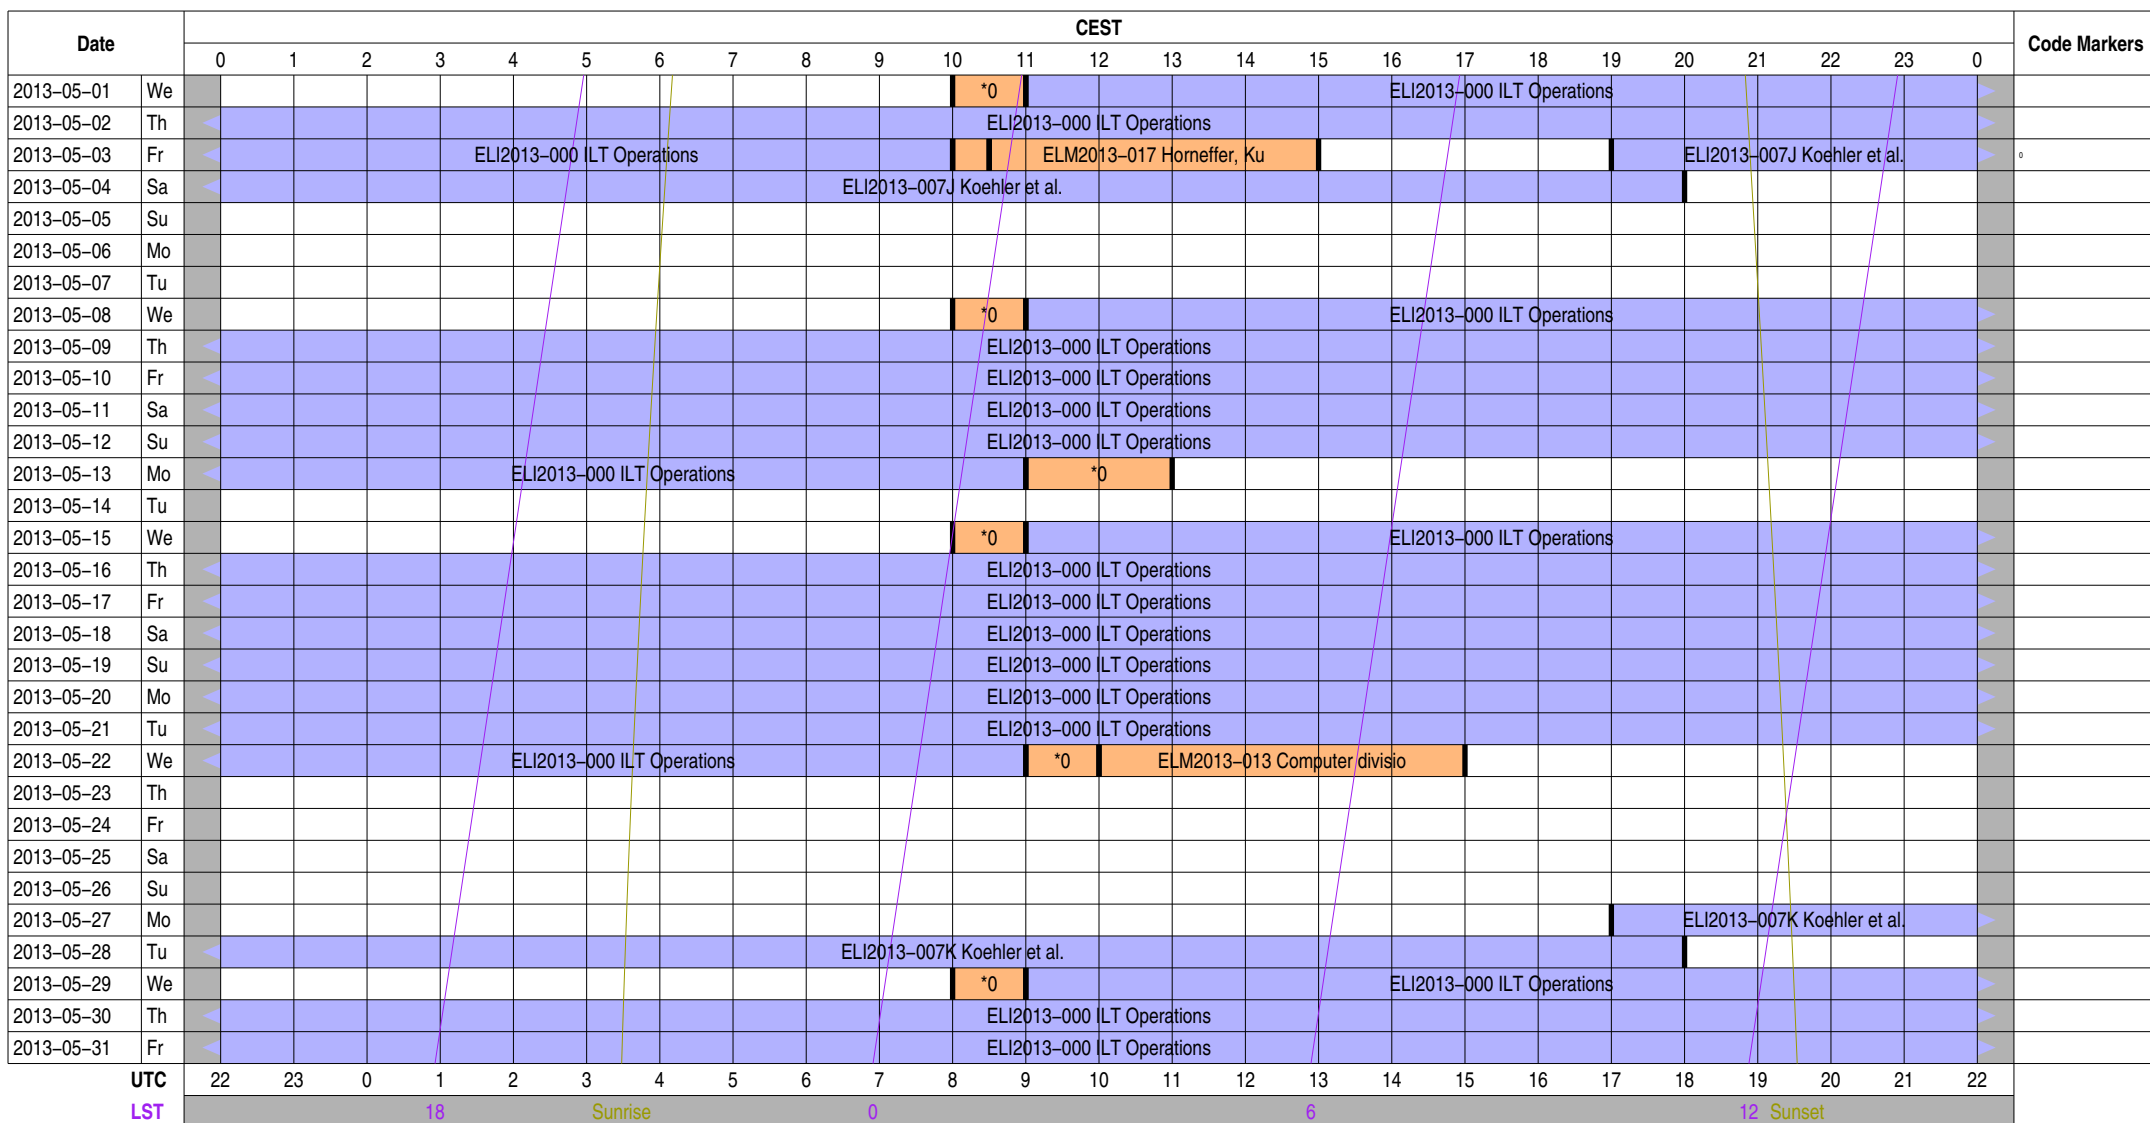 Date CEST Code Markers
0 1 2 3 4 5 6 7 8 9 10 11 12 13 14 15 16 17 18 19 20 21 22 23 0
2013-05-01 We *0 ELI2013-000 ILT Operations
2013-05-02 Th ELI2013-000 ILT Operations
2013-05-03 Fr ELI2013-000 ILT Operations ELM2013-017 Horneffer, Ku ELI2013-007J Koehler et al. 0
2013-05-04 Sa ELI2013-007J Koehler et al.
2013-05-05 Su
2013-05-06 Mo
2013-05-07 Tu
2013-05-08 We *0 ELI2013-000 ILT Operations
2013-05-09 Th ELI2013-000 ILT Operations
2013-05-10 Fr ELI2013-000 ILT Operations
2013-05-11 Sa ELI2013-000 ILT Operations
2013-05-12 Su ELI2013-000 ILT Operations
2013-05-13 Mo ELI2013-000 ILT Operations *0
2013-05-14 Tu
2013-05-15 We *0 ELI2013-000 ILT Operations
2013-05-16 Th ELI2013-000 ILT Operations
2013-05-17 Fr ELI2013-000 ILT Operations
2013-05-18 Sa ELI2013-000 ILT Operations
2013-05-19 Su ELI2013-000 ILT Operations
2013-05-20 Mo ELI2013-000 ILT Operations
2013-05-21 Tu ELI2013-000 ILT Operations
2013-05-22 We ELI2013-000 ILT Operations *0 ELM2013-013 Computer divisio
2013-05-23 Th
2013-05-24 Fr
2013-05-25 Sa
2013-05-26 Su
2013-05-27 Mo ELI2013-007K Koehler et al.
2013-05-28 Tu ELI2013-007K Koehler et al.
2013-05-29 We *0 ELI2013-000 ILT Operations
2013-05-30 Th ELI2013-000 ILT Operations
2013-05-31 Fr ELI2013-000 ILT Operations
UTC 22 23 0 1 2 3 4 5 6 7 8 9 10 11 12 13 14 15 16 17 18 19 20 21 22
LST 18 Sunrise 0 6 12 Sunset